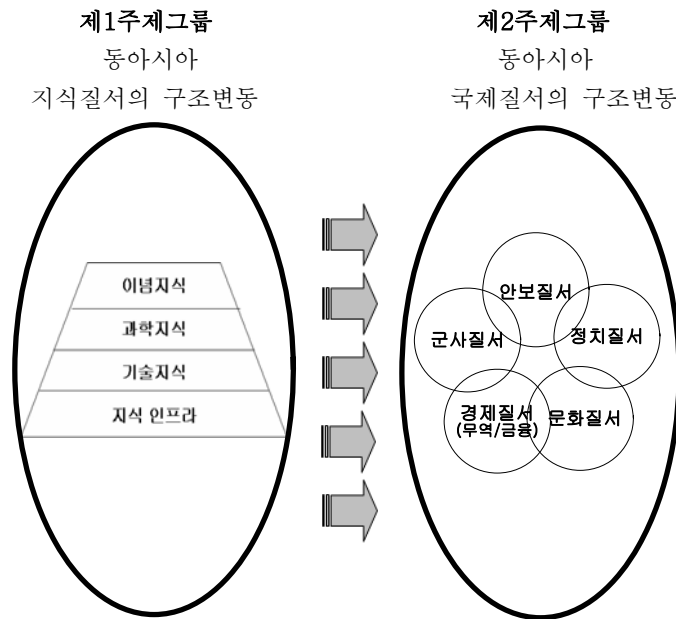 제1주제그룹
동아시아
지식질서의 구조변동
제2주제그룹
동아시아
국제질서의 구조변동
이념지식
과학지식
기술지식
지식 인프라
안보질서
군사질서
정치질서
경제질서
(무역/금융)
문화질서